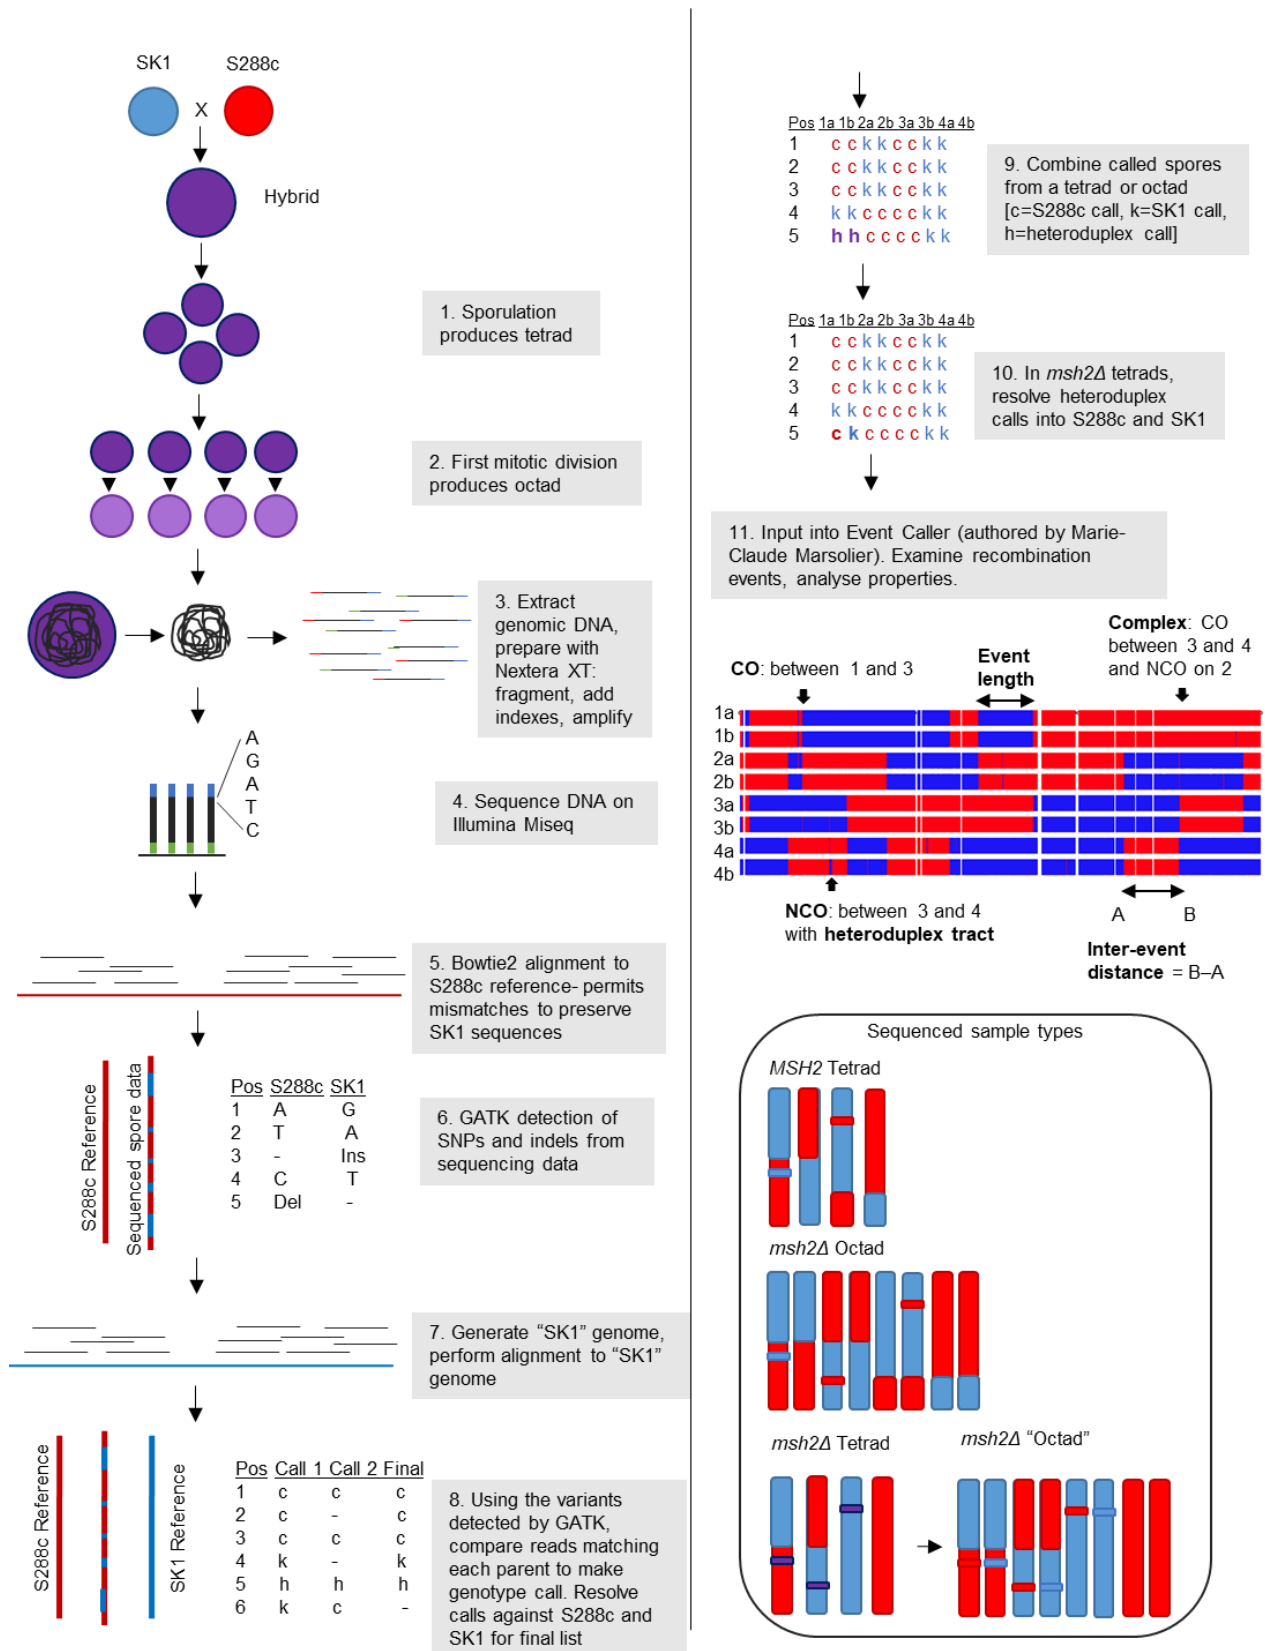 SK1
S288c
X
Hybrid
1. Sporulation
produces tetrad
2. First mitotic division
produces octad
3. Extract
genomic DNA,
prepare with
Nextera XT:
fragment, add
indexes, amplify
A
G
A
T
C
4. Sequence DNA on
Illumina Miseq
5. Bowtie2 alignment to
S288c reference- permits
mismatches to preserve
SK1 sequences
S288c Reference
Sequenced spore data
Pos S288c SK1
1 A G
2 T A
3 - Ins
4 C T
5 Del -
6. GATK detection of
SNPs and indels from
sequencing data
7. Generate “SK1” genome,
perform alignment to “SK1”
genome
S288c Reference
SK1 Reference
Pos Call 1 Call 2 Final
1 c c c
2 c - c
3 c c c
4 k - k
5 h h h
6 k c -
8. Using the variants
detected by GATK,
compare reads matching
each parent to make
genotype call. Resolve
calls against S288c and
SK1 for final list
Pos 1a 1b 2a 2b 3a 3b 4a 4b
1 c c k k c c k k
2 c c k k c c k k
3 c c k k c c k k
4 k k c c c c k k
5 h h c c c c k k
9. Combine called spores
from a tetrad or octad
[c=S288c call, k=SK1 call,
h=heteroduplex call]
Pos 1a 1b 2a 2b 3a 3b 4a 4b
1 c c k k c c k k
2 c c k k c c k k
3 c c k k c c k k
4 k k c c c c k k
5 c k c c c c k k
10. In msh2Δ tetrads,
resolve heteroduplex
calls into S288c and SK1
11. Input into Event Caller (authored by Marie-
Claude Marsolier). Examine recombination
events, analyse properties.
CO: between 1 and 3
Event
length
Complex: CO
between 3 and 4
and NCO on 2
1a
1b
2a
2b
3a
3b
4a
4b
NCO: between 3 and 4
with heteroduplex tract
A B
Inter-event
distance = B–A
Sequenced sample types
MSH2 Tetrad
msh2Δ Octad
msh2Δ Tetrad
msh2Δ “Octad”